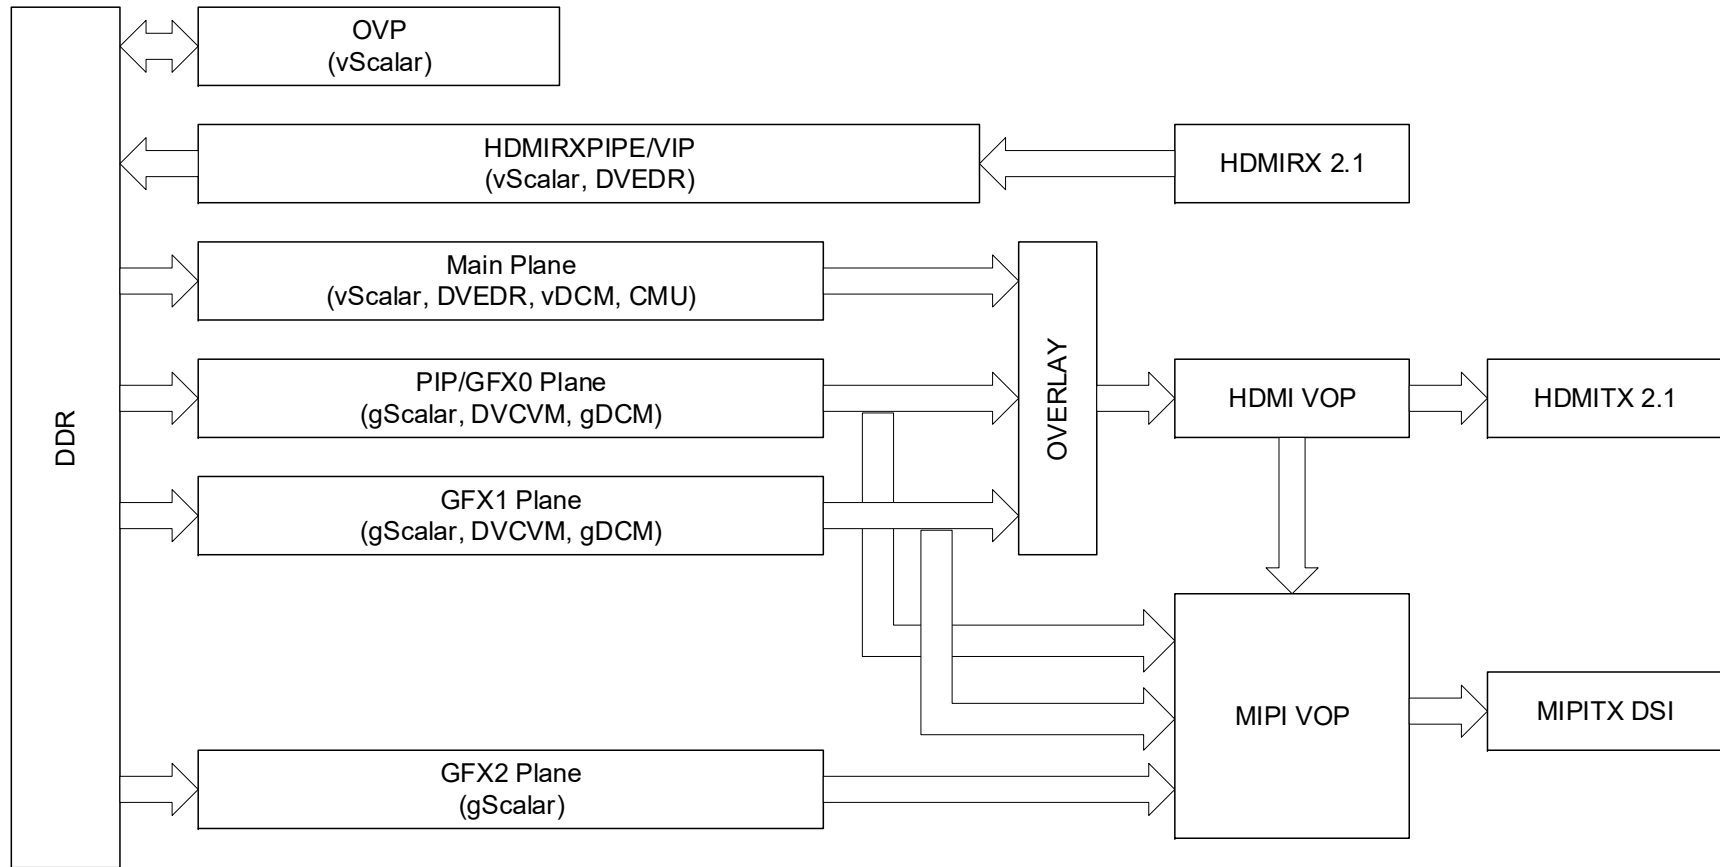 OVP
(vScalar)
HDMIRXPIPE/VIP
(vScalar, DVEDR)
HDMIRX 2.1
Main Plane
(vScalar, DVEDR, vDCM, CMU)
PIP/GFX0 Plane
(gScalar, DVCVM, gDCM)
OVERLAY
HDMI VOP
HDMITX 2.1
DDR
GFX1 Plane
(gScalar, DVCVM, gDCM)
MIPI VOP
MIPITX DSI
GFX2 Plane
(gScalar)